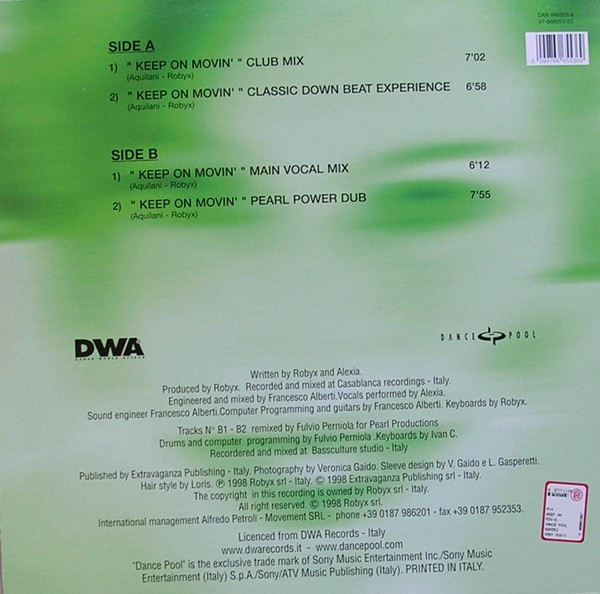 DAN 666553 6
SIDE A
1) " KEEP ON MOVIN' " CLUB MIX 7'02
(Aquilani - Robyx)
2) " KEEP ON MOVIN' " CLASSIC DOWN BEAT EXPERIENCE 6'58
(Aquilani - Robyx)
SIDE B
1) " KEEP ON MOVIN' " MAIN VOCAL MIX 6'12
(Aquilani - Robyx)
2) " KEEP ON MOVIN' " PEARL POWER DUB 7'55
(Aquilani - Robyx)
DWA
DANCE POOL
Written by Robyx and Alexia.
Produced by Robyx. Recorded and mixed at Casablanca recordings - Italy.
Engineered and mixed by Francesco Alberti.Vocals performed by Alexia.
Sound engineer Francesco Alberti.Computer Programming and guitars by Francesco Alberti. Keyboards by Robyx.
Tracks N° B1 - B2 remixed by Fulvio Perniola for Pearl Productions
Drums and computer programming by Fulvio Perniola .Keyboards by Ivan C.
Recordered and mixed at Bassculture studio - Italy
Published by Extravaganza Publishing - Italy. Photography by Veronica Gaido. Sleeve design by V. Gaido e L. Gasperetti.
Hair style by Loris. ℗ 1998 Robyx srl - Italy. © 1998 Extravaganza Publishing srl - Italy.
The copyright in this recording is owned by Robyx srl - Italy.
All right reserved. © 1998 Robyx srl.
International management Alfredo Petroli - Movement SRL - phone +39 0187 986201 - fax +39 0187 952353.
Licenced from DWA Records - Italy
www.dwarecords.it - www.dancepool.com
"Dance Pool" is the exclusive trade mark of Sony Music Entertainment Inc./Sony Music
Entertainment (Italy) S.p.A./Sony/ATV Music Publishing (Italy). PRINTED IN ITALY.